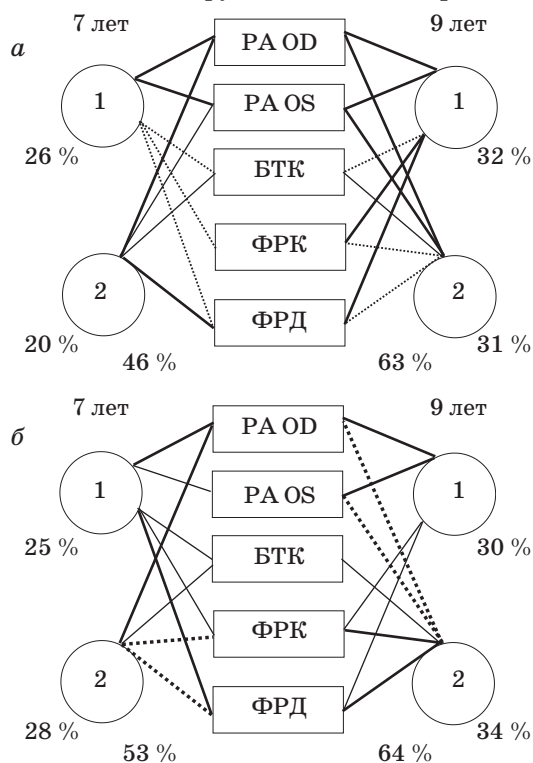 7 лет 9 лет
а
РА OD
1 РА OS 1
26 % БТК 32 %
ФРК
2 ФРД 2
20 % 46 % 63 % 31 %
7 лет 9 лет
б
РА OD
1 РА OS 1
25 % БТК 30 %
ФРК
2 ФРД 2
28 % 53 % 64 % 34 %